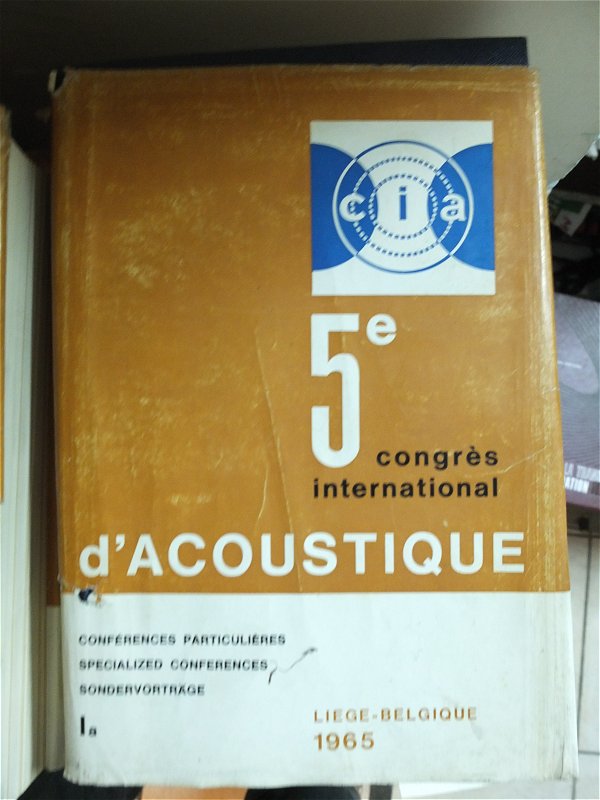 c i a
5e
congrès
international
d'ACOUSTIQUE
CONFÉRENCES PARTICULIÈRES
SPECIALIZED CONFERENCES
SONDERVORTRÄGE
Ia
LIEGE-BELGIQUE
1965